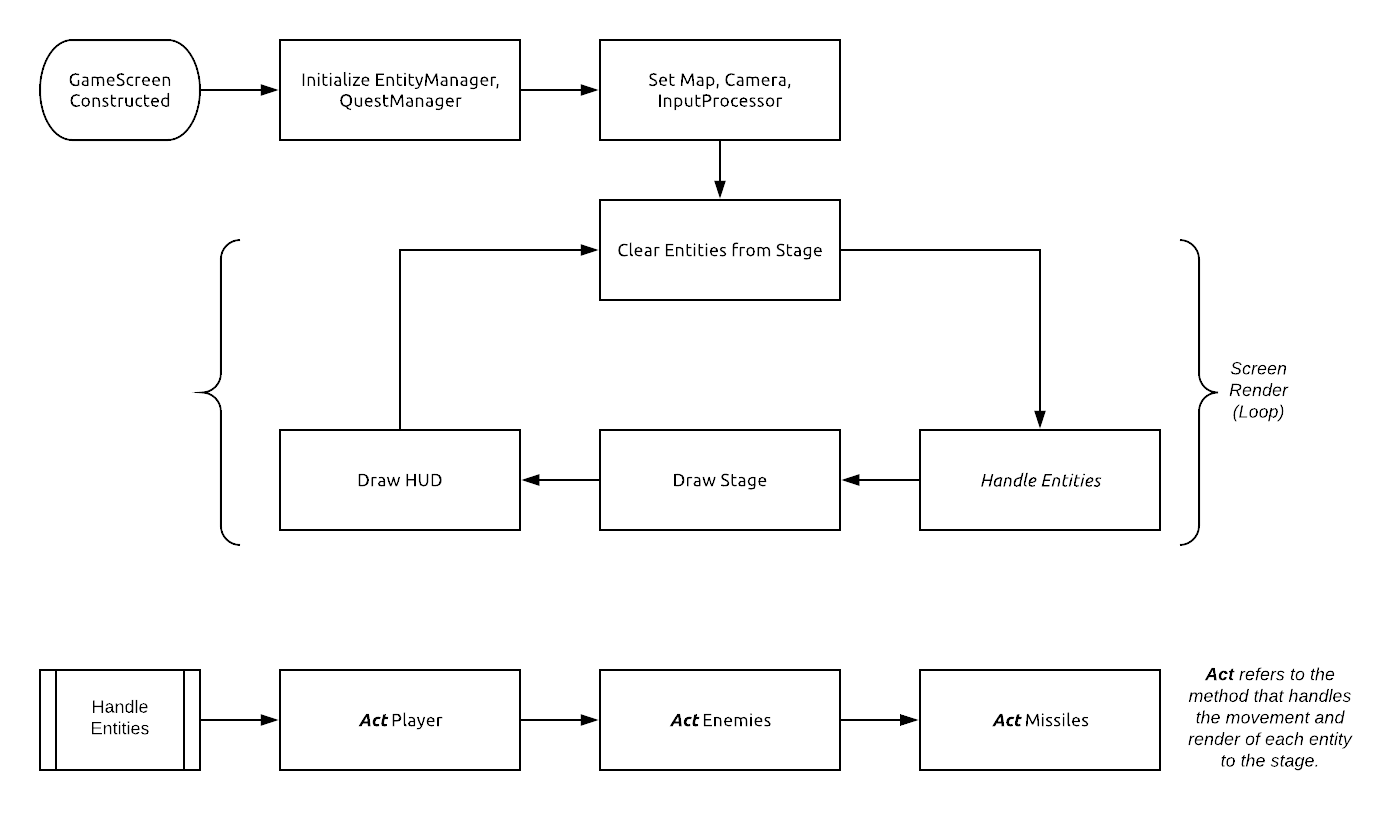 GameScreen
Constructed
Initialize EntityManager,
QuestManager
Set Map, Camera,
InputProcessor
Clear Entities from Stage
Screen
Render
(Loop)
Draw HUD
Draw Stage
Handle Entities
Handle
Entities
Act Player
Act Enemies
Act Missiles
Act refers to the
method that handles
the movement and
render of each entity
to the stage.